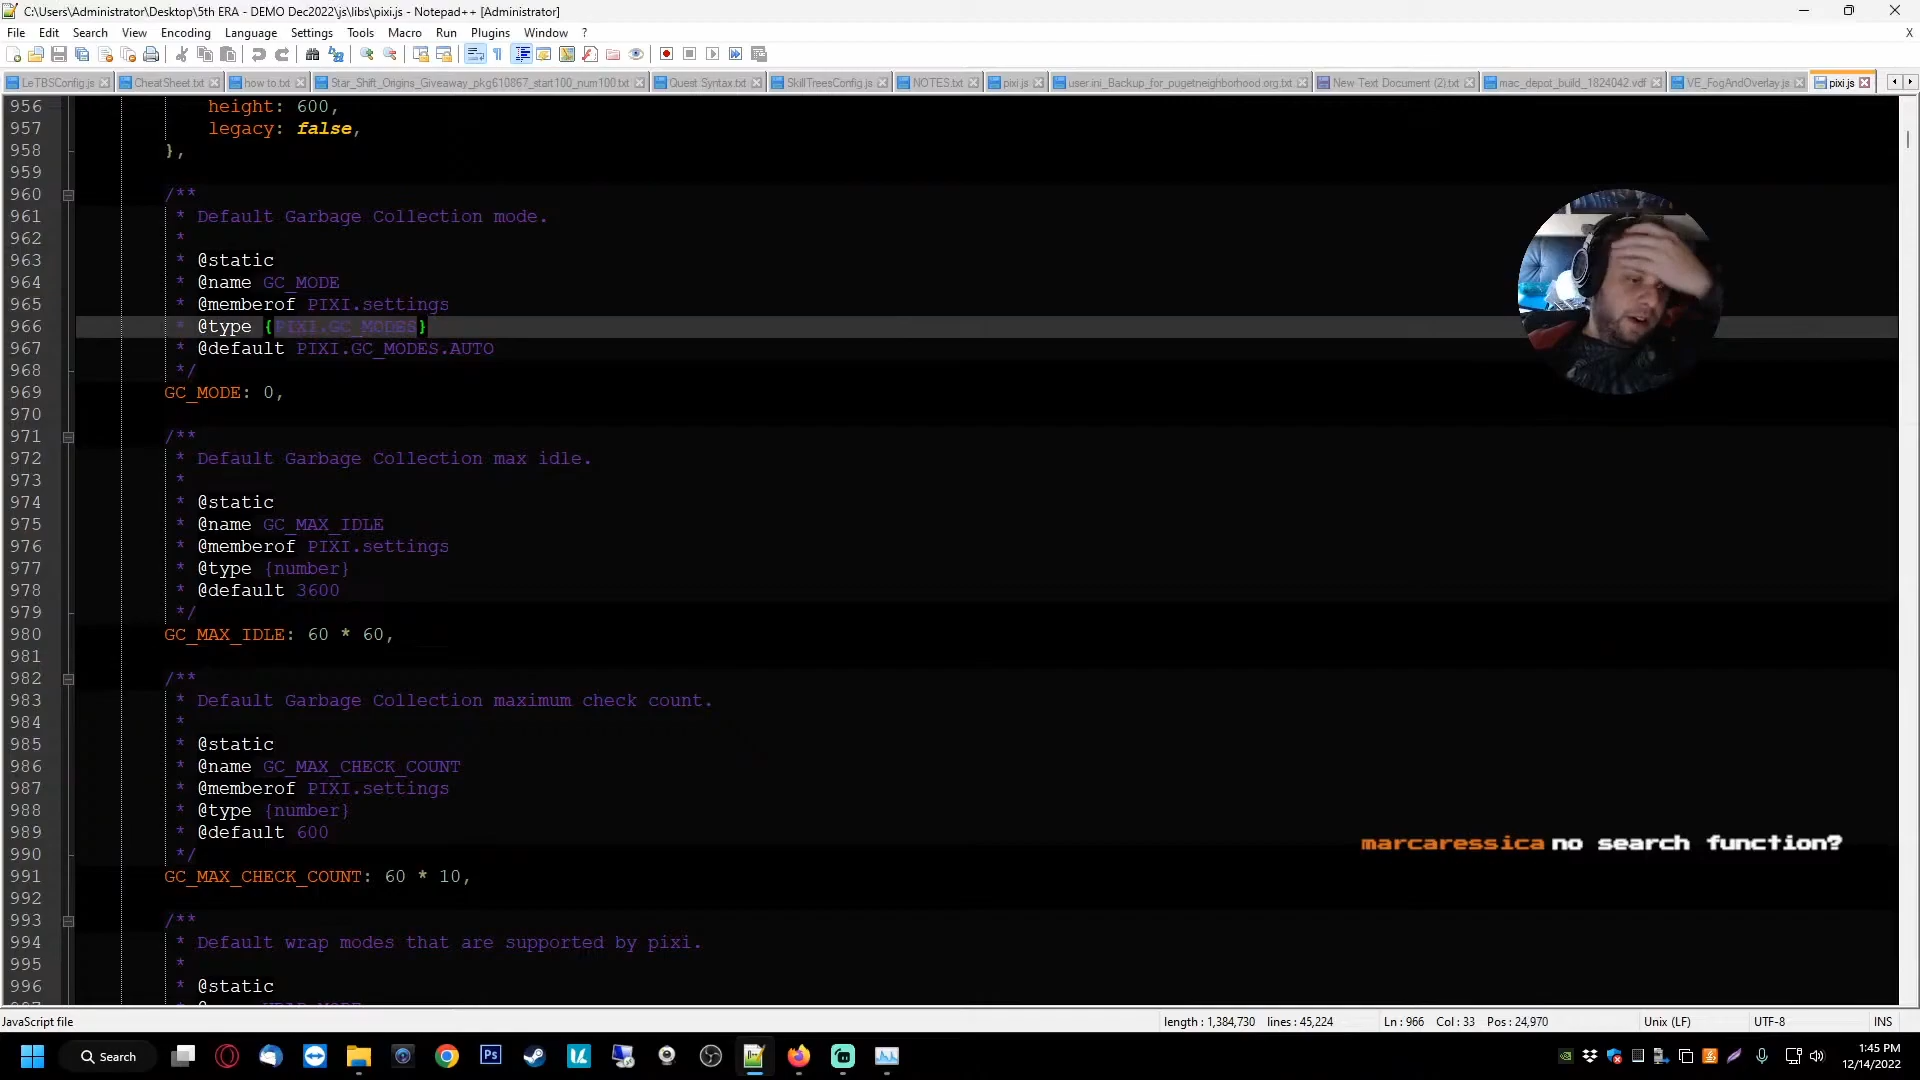 C:\Users\Administrator\Desktop\5th ERA - DEMO Dec2022\js\libs\pixi.js - Notepad++ [Administrator]
File Edit Search View Encoding Language Settings Tools Macro Run Plugins Window ? X
LeTBSConfig.js CheatSheet.txt how to.txt Star_Shift_Origins_Giveaway_pkg610867_start100_num100.txt Quest Syntax.txt SkillTreesConfig.js NOTES.txt pixi.js user.ini_Backup_for_pugetneighborhood.org.txt New Text Document (2).txt mac_depot_build_1824042.vdf VE_FogAndOverlay.js pixi.js
956 height: 600,
957 legacy: false,
958 },
959
960 /**
961 * Default Garbage Collection mode.
962 *
963 * @static
964 * @name GC_MODE
965 * @memberof PIXI.settings
966 * @type {PIXI.GC_MODES}
967 * @default PIXI.GC_MODES.AUTO
968 */
969 GC_MODE: 0,
970
971 /**
972 * Default Garbage Collection max idle.
973 *
974 * @static
975 * @name GC_MAX_IDLE
976 * @memberof PIXI.settings
977 * @type {number}
978 * @default 3600
979 */
980 GC_MAX_IDLE: 60 * 60,
981
982 /**
983 * Default Garbage Collection maximum check count.
984 *
985 * @static
986 * @name GC_MAX_CHECK_COUNT
987 * @memberof PIXI.settings
988 * @type {number}
989 * @default 600
990 */
991 GC_MAX_CHECK_COUNT: 60 * 10,
992
993 /**
994 * Default wrap modes that are supported by pixi.
995 *
996 * @static
marcaressica no search function?
JavaScript file length : 1,384,730 lines : 45,224 Ln : 966 Col : 33 Pos : 24,970 Unix (LF) UTF-8 INS
Search
1:45 PM
12/14/2022